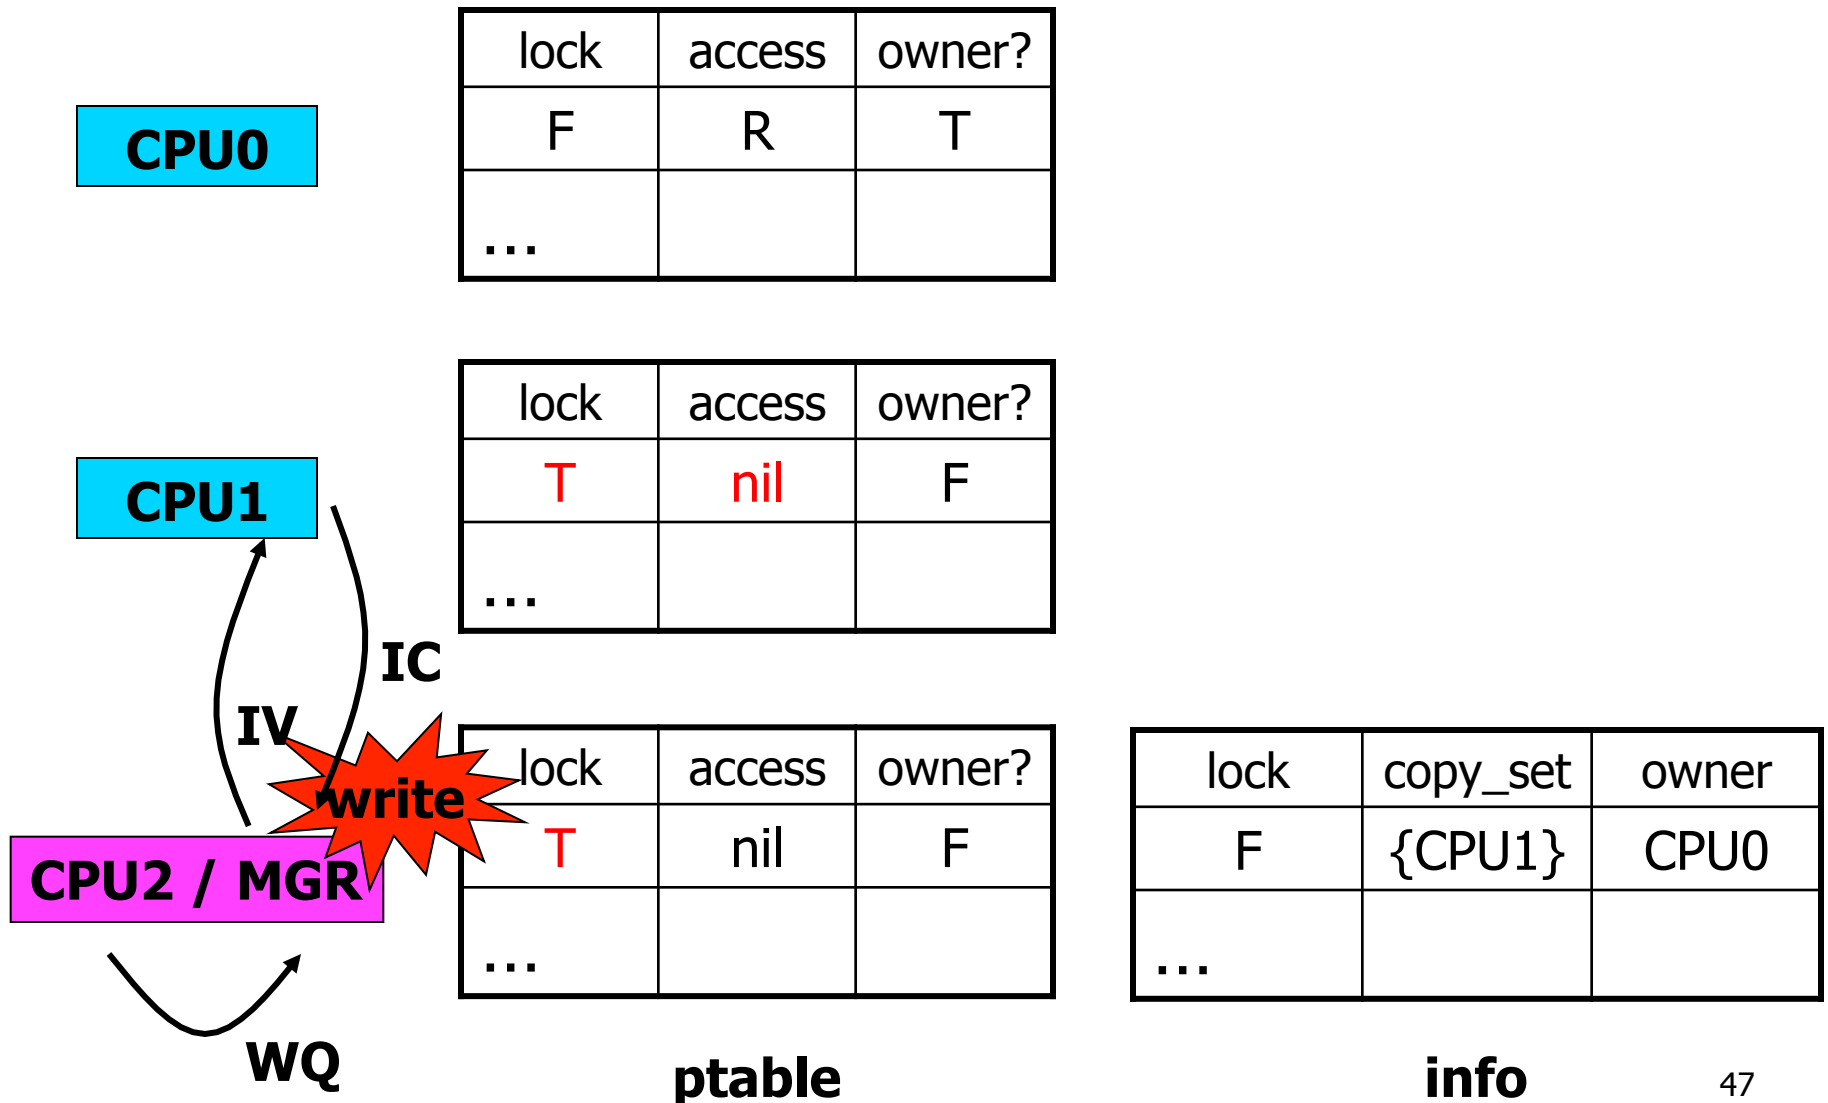 lock access owner?
CPU0
F R T
...
lock access owner?
CPU1
T nil F
...
IC
IV
write
lock access owner?
T nil F
...
CPU2 / MGR
WQ
ptable
lock copy_set owner
F {CPU1} CPU0
...
info
47